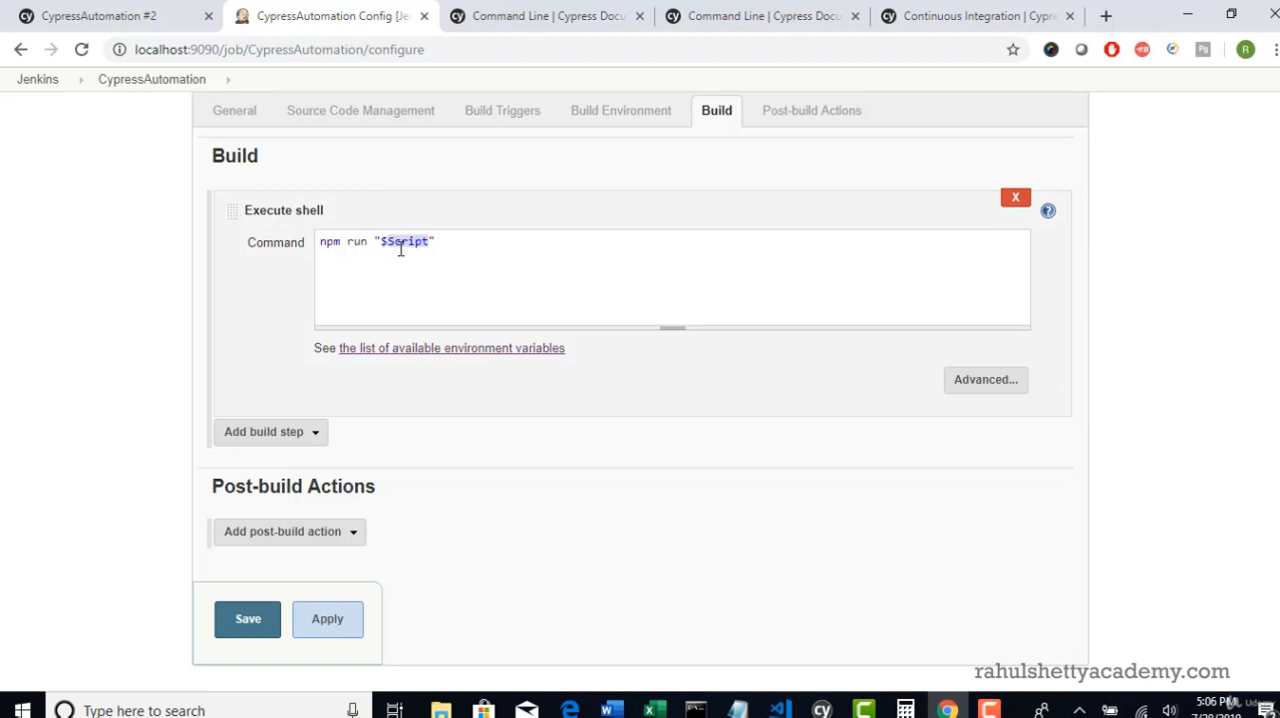 CypressAutomation #2
CypressAutomation Config [Je
Command Line | Cypress Docu
Command Line | Cypress Docu
Continuous Integration | Cypre
localhost:9090/job/CypressAutomation/configure
Jenkins
CypressAutomation
General
Source Code Management
Build Triggers
Build Environment
Build
Post-build Actions
Build
X
Execute shell
Command
npm run "$Script"
See the list of available environment variables
Advanced...
Add build step
Post-build Actions
Add post-build action
Save
Apply
rahulshettyacademy.com
5:06 PM
Type here to search